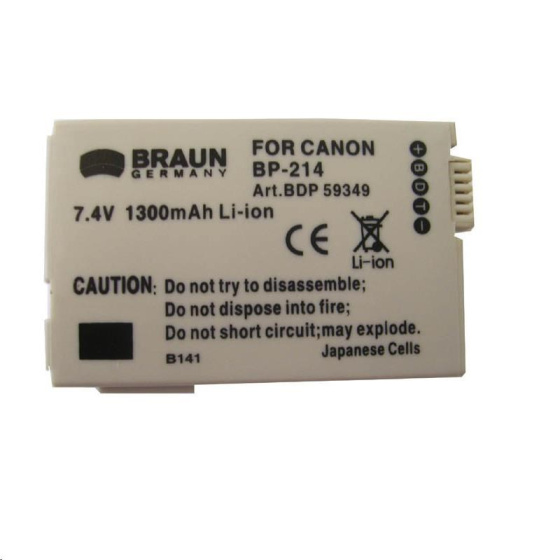 BRAUN
GERMANY
FOR CANON
BP-214
Art.BDP 59349
7.4V 1300mAh Li-ion
+
B
D
T
-
CE
Li-ion
CAUTION: Do not try to disassemble;
Do not dispose into fire;
Do not short circuit;may explode.
B141
Japanese Cells